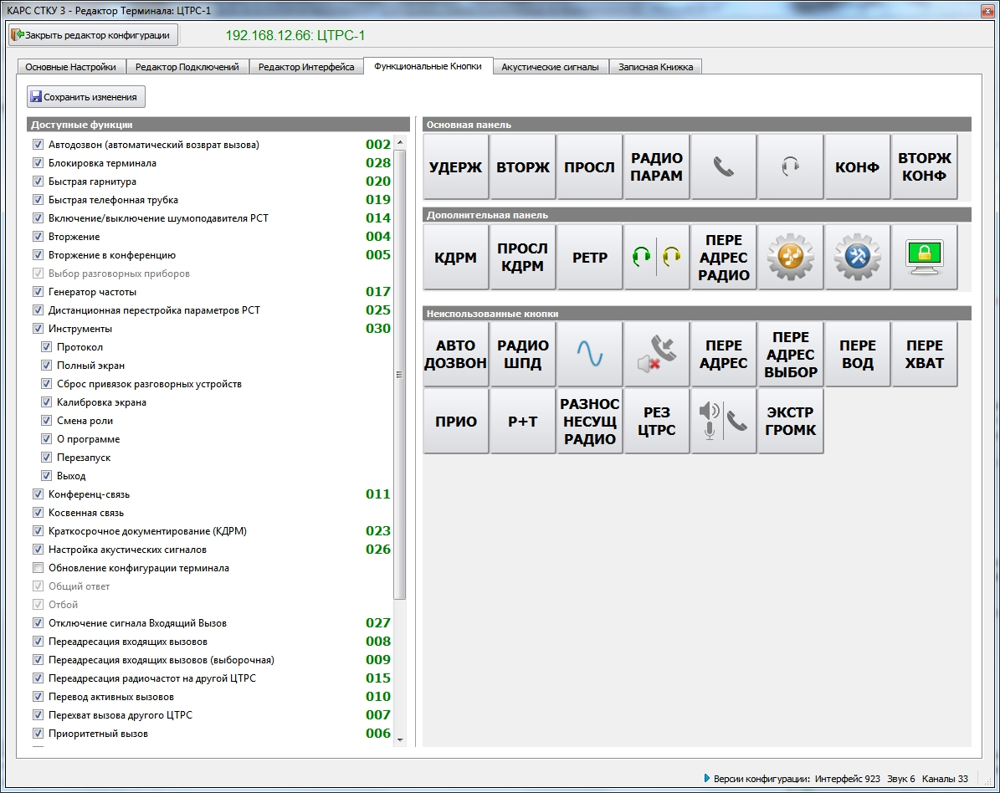 КАРС СТКУ 3 - Редактор Терминала: ЦТРС-1
Закрыть редактор конфигурации
192.168.12.66: ЦТРС-1
Основные Настройки
Редактор Подключений
Редактор Интерфейса
Функциональные Кнопки
Акустические сигналы
Записная Книжка
Сохранить изменения
Доступные функции
Автодозвон (автоматический возврат вызова) 002
Блокировка терминала 028
Быстрая гарнитура 020
Быстрая телефонная трубка 019
Включение/выключение шумоподавителя РСТ 014
Вторжение 004
Вторжение в конференцию 005
Выбор разговорных приборов
Генератор частоты 017
Дистанционная перестройка параметров РСТ 025
Инструменты 030
Протокол
Полный экран
Сброс привязок разговорных устройств
Калибровка экрана
Смена роли
О программе
Перезапуск
Выход
Конференц-связь 011
Косвенная связь
Краткосрочное документирование (КДРМ) 023
Настройка акустических сигналов 026
Обновление конфигурации терминала
Общий ответ
Отбой
Отключение сигнала Входящий Вызов 027
Переадресация входящих вызовов 008
Переадресация входящих вызовов (выборочная) 009
Переадресация радиочастот на другой ЦТРС 015
Перевод активных вызовов 010
Перехват вызова другого ЦТРС 007
Приоритетный вызов 006
Основная панель
УДЕРЖ
ВТОРЖ
ПРОСЛ
РАДИО
ПАРАМ
КОНФ
ВТОРЖ
КОНФ
Дополнительная панель
КДРМ
ПРОСЛ
КДРМ
РЕТР
ПЕРЕ
АДРЕС
РАДИО
Неиспользованные кнопки
АВТО
ДОЗВОН
РАДИО
ШПД
ПЕРЕ
АДРЕС
ПЕРЕ
АДРЕС
ВЫБОР
ПЕРЕ
ВОД
ПЕРЕ
ХВАТ
ПРИО
Р+Т
РАЗНОС
НЕСУЩ
РАДИО
РЕЗ
ЦТРС
ЭКСТР
ГРОМК
Версии конфигурации: Интерфейс 923 Звук 6 Каналы 33